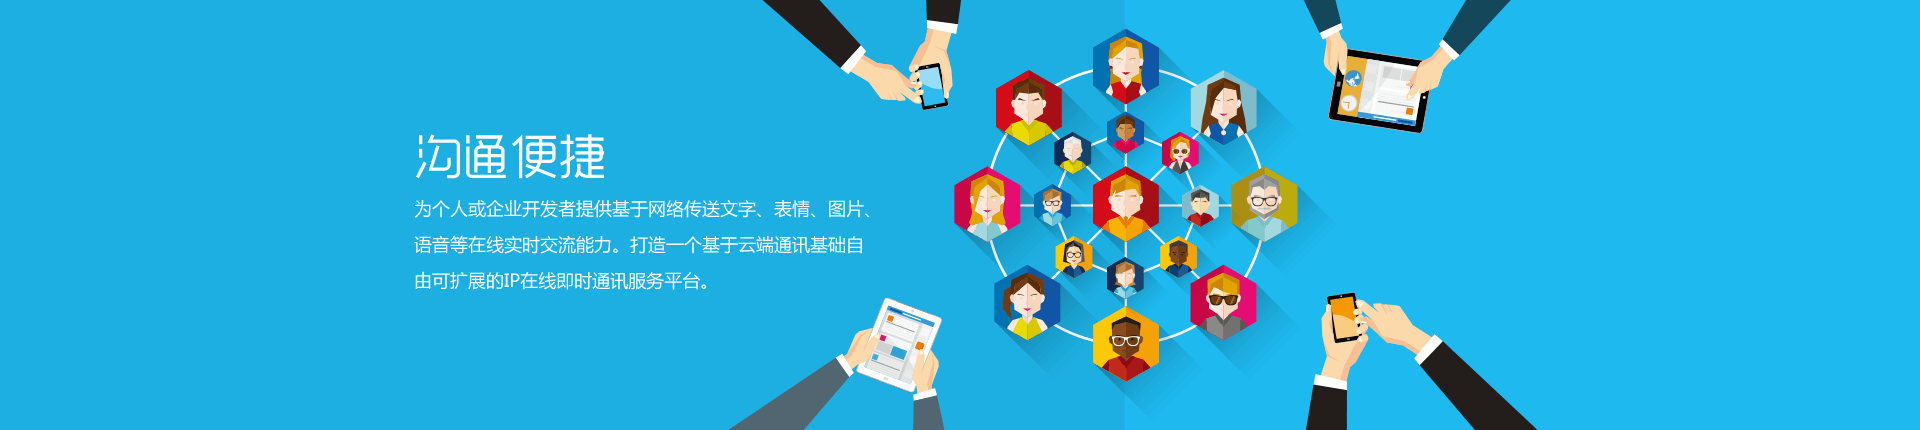 沟通便捷
为个人或企业开发者提供基于网络传送文字、表情、图片、
语音等在线实时交流能力。打造一个基于云端通讯基础自
由可扩展的IP在线即时通讯服务平台。